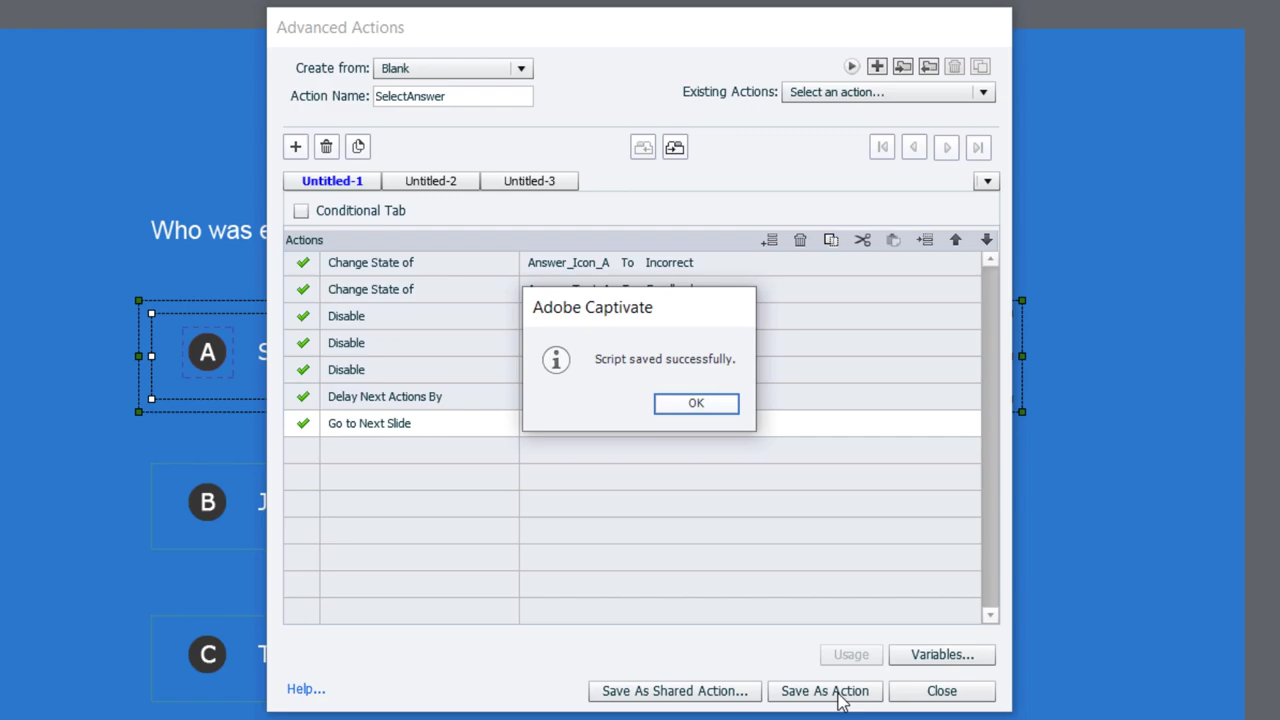 Advanced Actions
Create from: Blank
Action Name: SelectAnswer
Existing Actions: Select an action...
Untitled-1 Untitled-2 Untitled-3
Conditional Tab
Actions
Who was
Change State of Answer_Icon_A To Incorrect
Change State of
Disable
Disable
Disable
Delay Next Actions By
Go to Next Slide
Adobe Captivate
Script saved successfully.
OK
A S
B J
C T
Usage Variables...
Help... Save As Shared Action... Save As Action Close